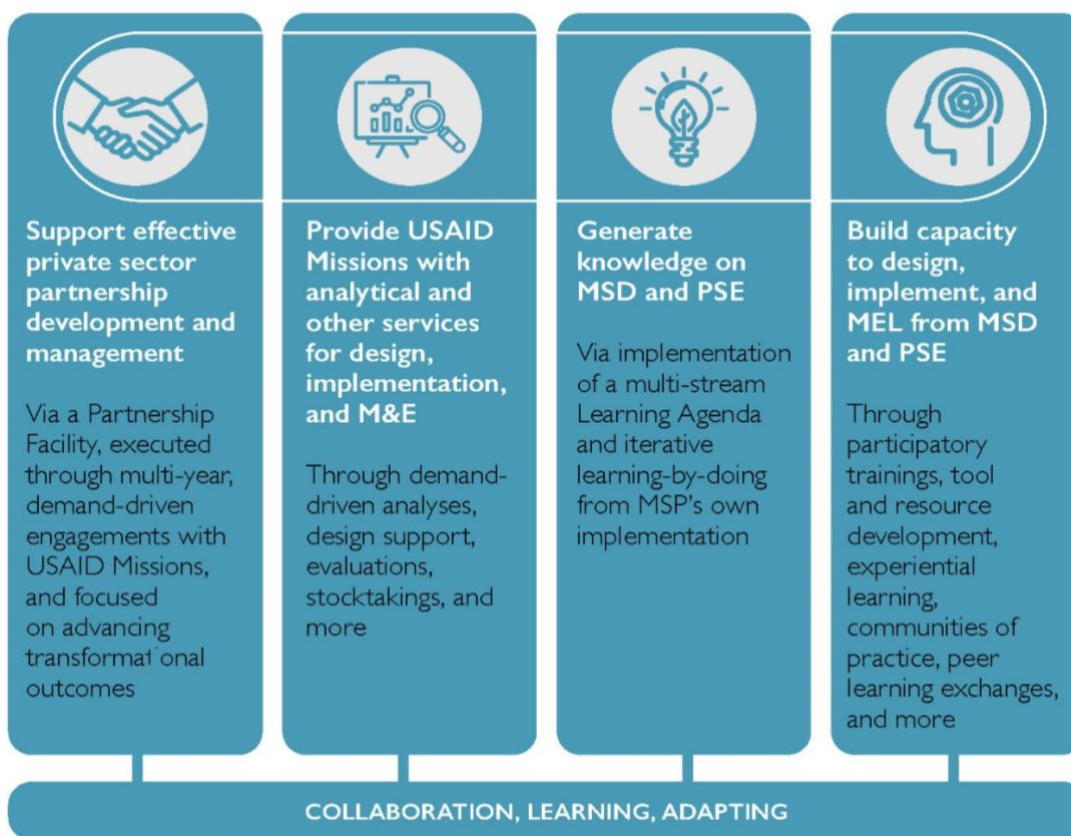 Support effective
private sector
partnership
development and
management
Via a Partnership
Facility, executed
through multi-year,
demand-driven
engagements with
USAID Missions,
and focused
on advancing
transformational
outcomes
Provide USAID
Missions with
analytical and
other services
for design,
implementation,
and M&E
Through demand-
driven analyses,
design support,
evaluations,
stocktakings, and
more
Generate
knowledge on
MSD and PSE
Via implementation
of a multi-stream
Learning Agenda
and iterative
learning-by-doing
from MSP's own
implementation
Build capacity
to design,
implement, and
MEL from MSD
and PSE
Through
participatory
trainings, tool
and resource
development,
experiential
learning,
communities of
practice, peer
learning exchanges,
and more
COLLABORATION, LEARNING, ADAPTING